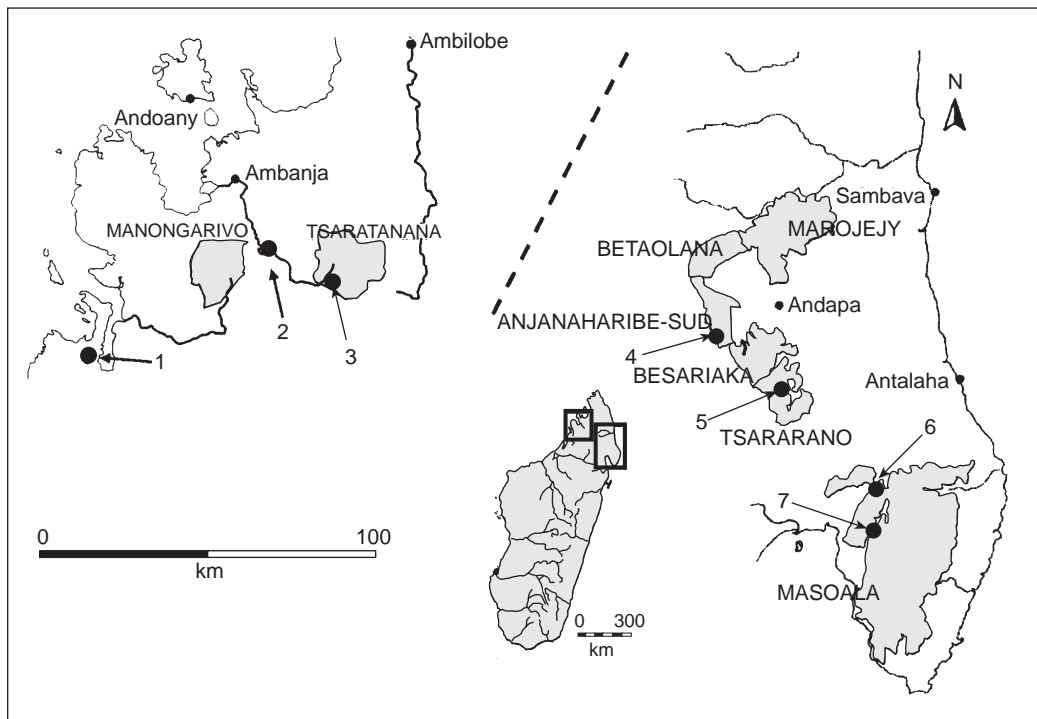 Ambilobe
Andoany
N
Ambanja
Sambava
MANONGARIVO
TSARATANANA
MAROJEJY
BETAOLANA
Andapa
2
3
ANJANAHARIBE-SUD
1
4
BESARIAKA
Antalaha
5
TSARARANO
6
7
0 100
km
MASOALA
0 300
km